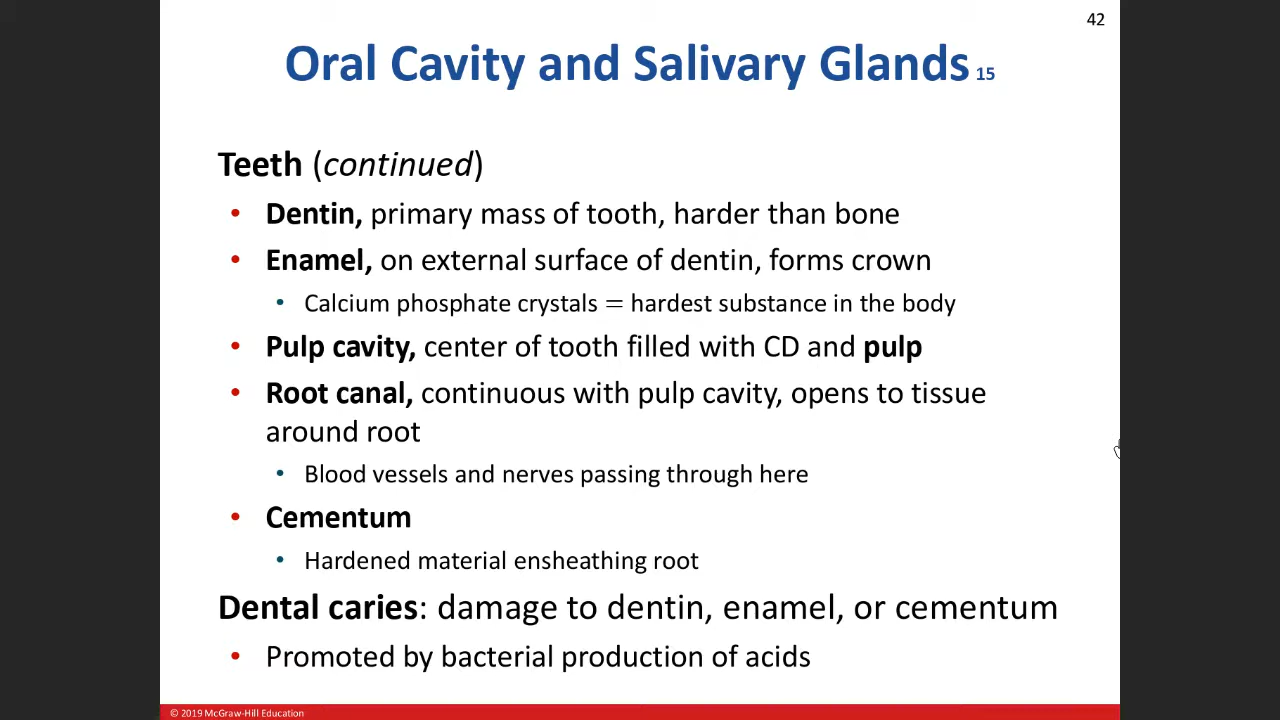 42
Oral Cavity and Salivary Glands 15
Teeth (continued)
• Dentin, primary mass of tooth, harder than bone
• Enamel, on external surface of dentin, forms crown
• Calcium phosphate crystals = hardest substance in the body
• Pulp cavity, center of tooth filled with CD and pulp
• Root canal, continuous with pulp cavity, opens to tissue
around root
• Blood vessels and nerves passing through here
• Cementum
• Hardened material ensheathing root
Dental caries: damage to dentin, enamel, or cementum
• Promoted by bacterial production of acids
© 2019 McGraw-Hill Education